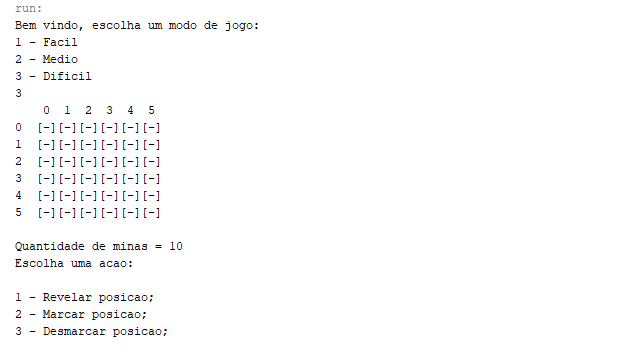 run:
Bem vindo, escolha um modo de jogo:
1 - Facil
2 - Medio
3 - Dificil
3
0 1 2 3 4 5
0 [-][-][-][-][-][-]
1 [-][-][-][-][-][-]
2 [-][-][-][-][-][-]
3 [-][-][-][-][-][-]
4 [-][-][-][-][-][-]
5 [-][-][-][-][-][-]
Quantidade de minas = 10
Escolha uma acao:
1 - Revelar posicao;
2 - Marcar posicao;
3 - Desmarcar posicao;